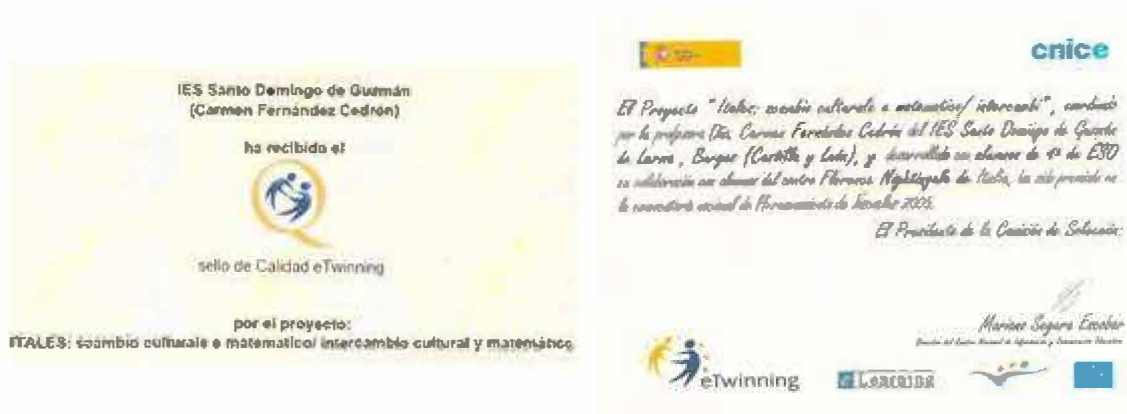 IES Santo Domingo de Guzmán
(Carmen Fernández Cedrón)
ha recibido el
sello de Calidad eTwinning
por el proyecto:
ITALES: scambio culturale e matematico/ intercambio cultural y matemático
cnice
El Proyecto "Itales: scambio culturale e matematico/ intercambi", coordinado
por la profesora Dña. Carmen Fernández Cedrón del IES Santo Domingo de Guzmán
de Lerma, Burgos (Castilla y León), y desarrollado con alumnos de 4º de ESO
en colaboración con alumnos del centro Florence Nightingale de Italia, ha sido premiado en
la convocatoria nacional de Hermanamiento de Escuelas 2005.
El Presidente de la Comisión de Selección:
Mariano Segura Escobar
eTwinning
eLearning